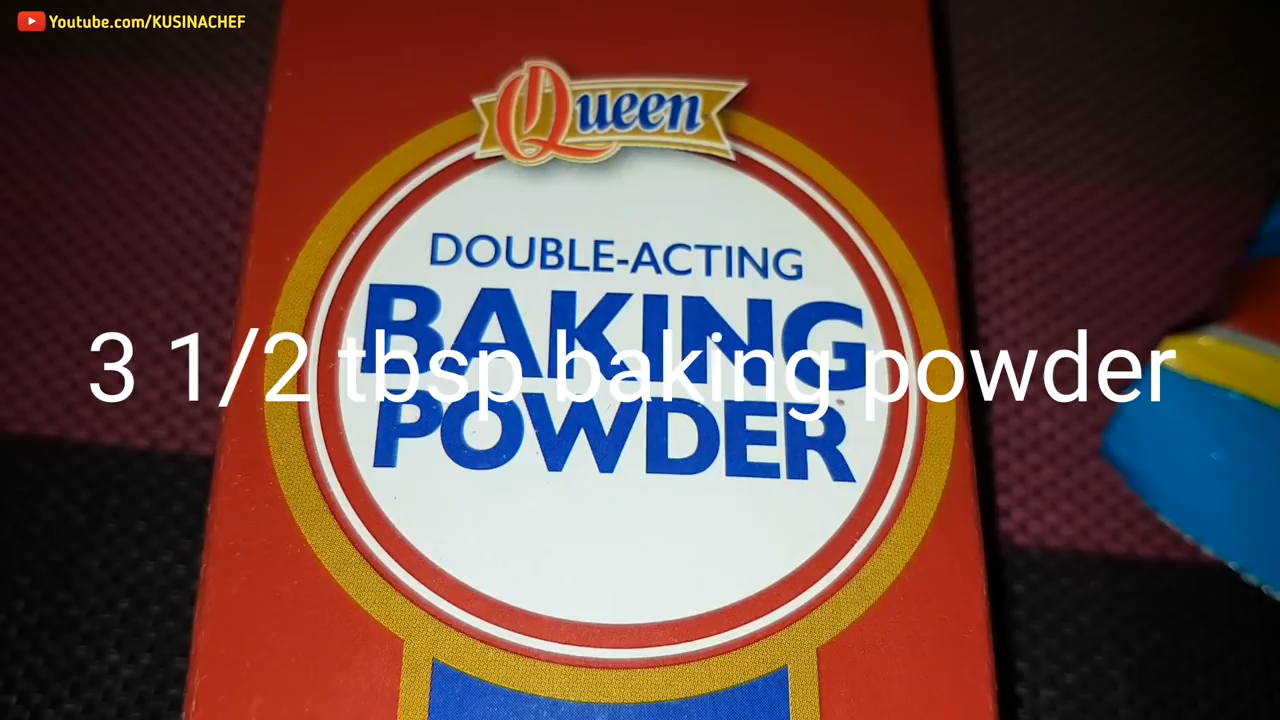 Youtube.com/KUSINACHEF
Queen
DOUBLE-ACTING
BAKING
3 1/2 tbsp baking powder
POWDER